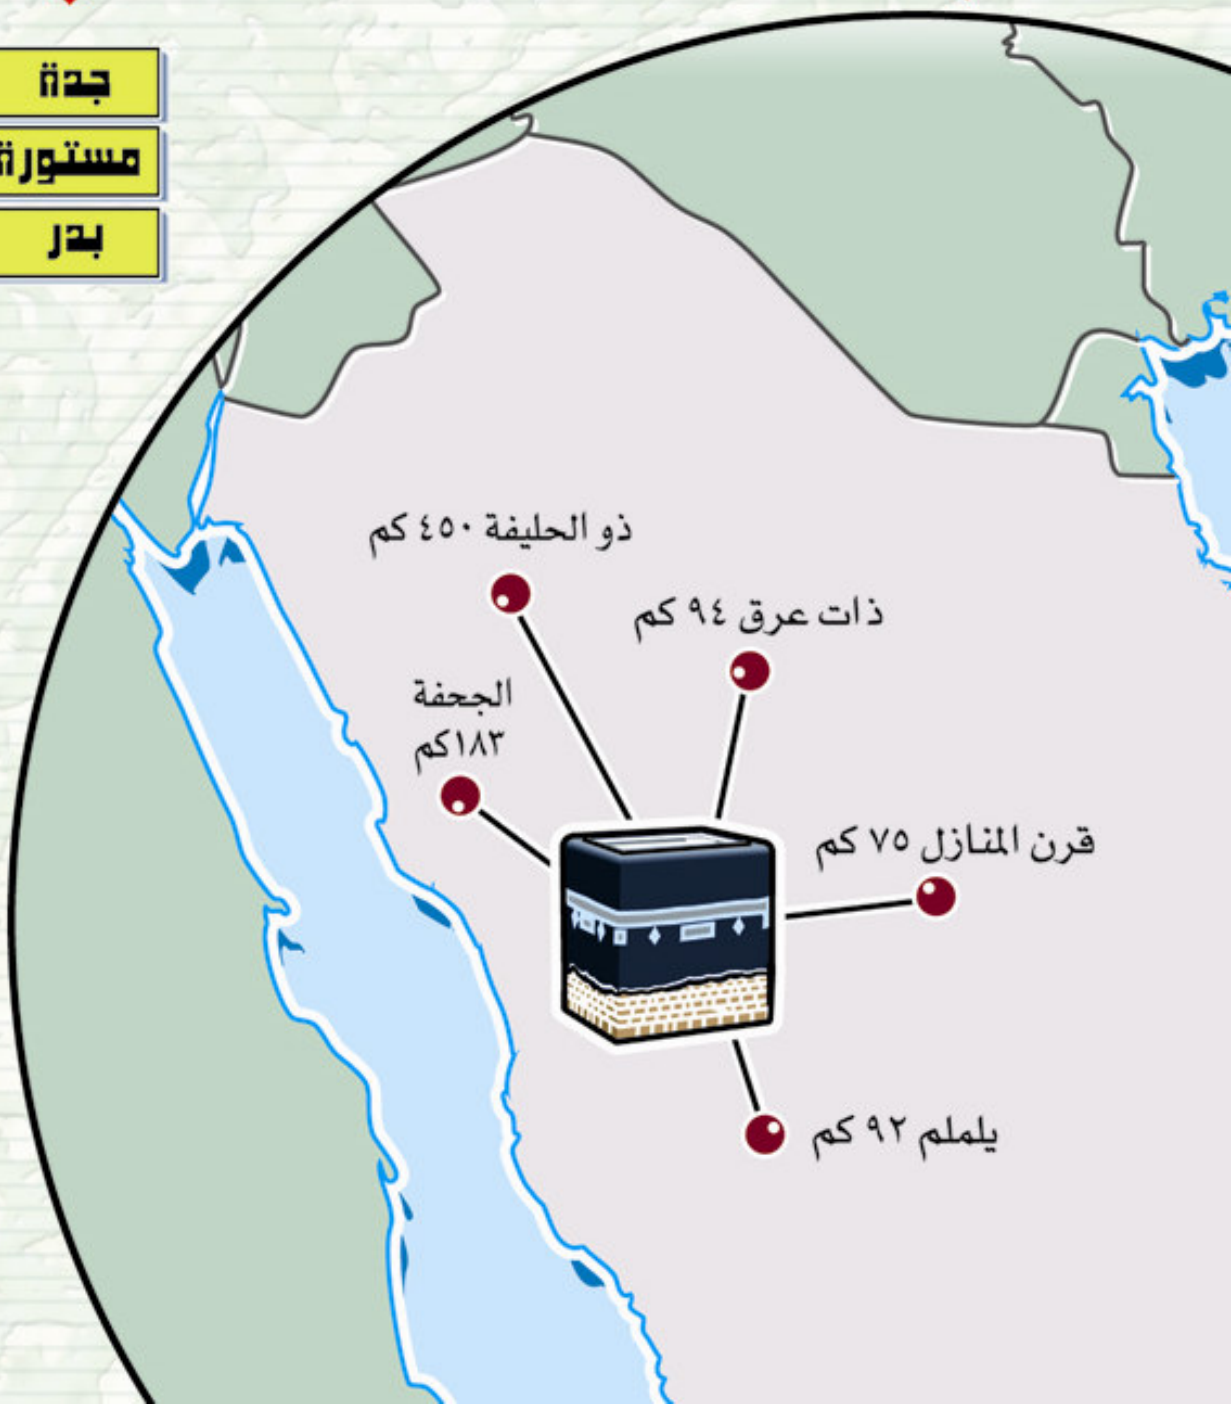 جدة
مستورة
بدر
ذو الحليفة ٤٥٠ كم
ذات عرق ٩٤ كم
الجحفة
١٨٣كم
قرن المنازل ٧٥ كم
يلملم ٩٢ كم